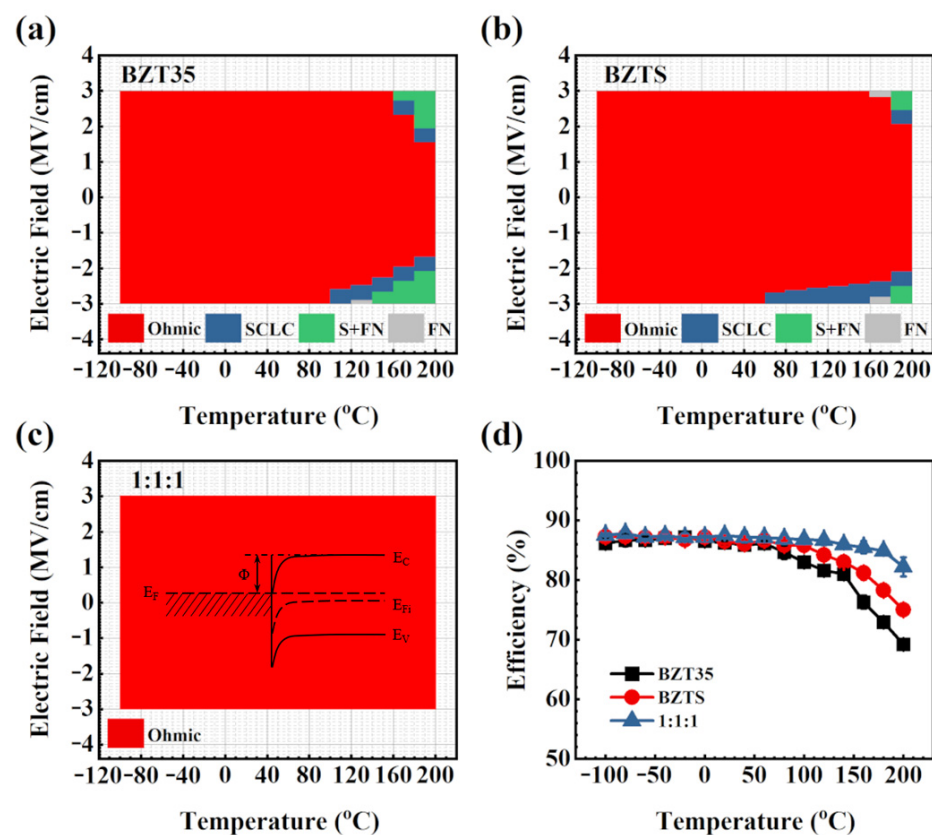 (a)
BZT35
Electric Field (MV/cm)
4
3
2
1
0
−1
−2
−3
−4
Ohmic SCLC S+FN FN
−120 −80 −40 0 40 80 120 160 200
Temperature (°C)
(b)
BZTS
Electric Field (MV/cm)
4
3
2
1
0
−1
−2
−3
−4
Ohmic SCLC S+FN FN
−120 −80 −40 0 40 80 120 160 200
Temperature (°C)
(c)
1:1:1
Electric Field (MV/cm)
4
3
2
1
0
−1
−2
−3
−4
Φ
E_C
E_F
E_Fi
E_V
Ohmic
−120 −80 −40 0 40 80 120 160 200
Temperature (°C)
(d)
Efficiency (%)
100
90
80
70
60
50
BZT35
BZTS
1:1:1
−100 −50 0 50 100 150 200
Temperature (°C)